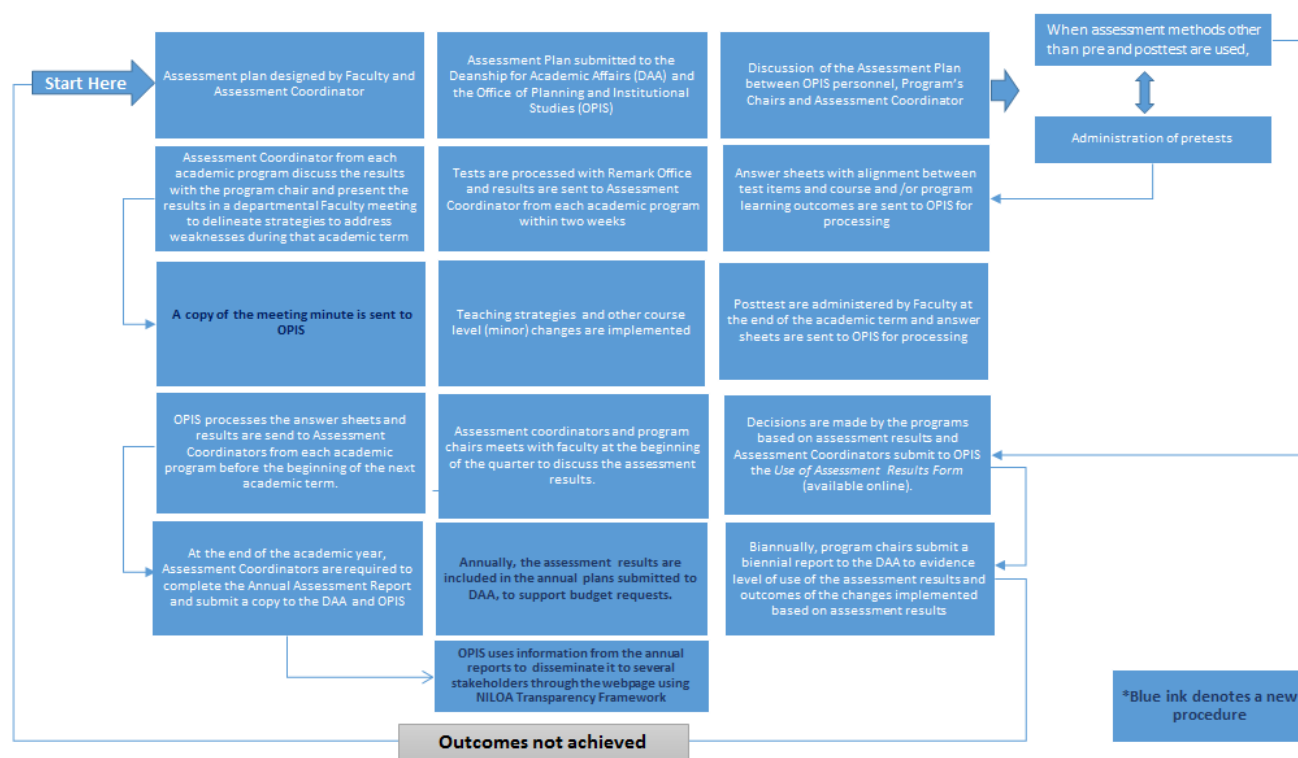 Start Here
Assessment plan designed by Faculty and
Assessment Coordinator
Assessment Plan submitted to the
Deanship for Academic Affairs (DAA) and
the Office of Planning and Institutional
Studies (OPIS)
Discussion of the Assessment Plan
between OPIS personnel, Program's
Chairs and Assessment Coordinator
When assessment methods other
than pre and posttest are used,
Administration of pretests
Assessment Coordinator from each
academic program discuss the results
with the program chair and present the
results in a departmental Faculty meeting
to delineate strategies to address
weaknesses during that academic term
Tests are processed with Remark Office
and results are sent to Assessment
Coordinator from each academic program
within two weeks
Answer sheets with alignment between
test items and course and /or program
learning outcomes are sent to OPIS for
processing
A copy of the meeting minute is sent to
OPIS
Teaching strategies and other course
level (minor) changes are implemented
Posttest are administered by Faculty at
the end of the academic term and answer
sheets are sent to OPIS for processing
OPIS processes the answer sheets and
results are send to Assessment
Coordinators from each academic
program before the beginning of the next
academic term.
Assessment coordinators and program
chairs meets with faculty at the beginning
of the quarter to discuss the assessment
results.
Decisions are made by the programs
based on assessment results and
Assessment Coordinators submit to OPIS
the Use of Assessment Results Form
(available online).
At the end of the academic year,
Assessment Coordinators are required to
complete the Annual Assessment Report
and submit a copy to the DAA and OPIS
Annually, the assessment results are
included in the annual plans submitted to
DAA, to support budget requests.
Biannually, program chairs submit a
biennial report to the DAA to evidence
level of use of the assessment results and
outcomes of the changes implemented
based on assessment results
OPIS uses information from the annual
reports to disseminate it to several
stakeholders through the webpage using
NILOA Transparency Framework
*Blue ink denotes a new
procedure
Outcomes not achieved